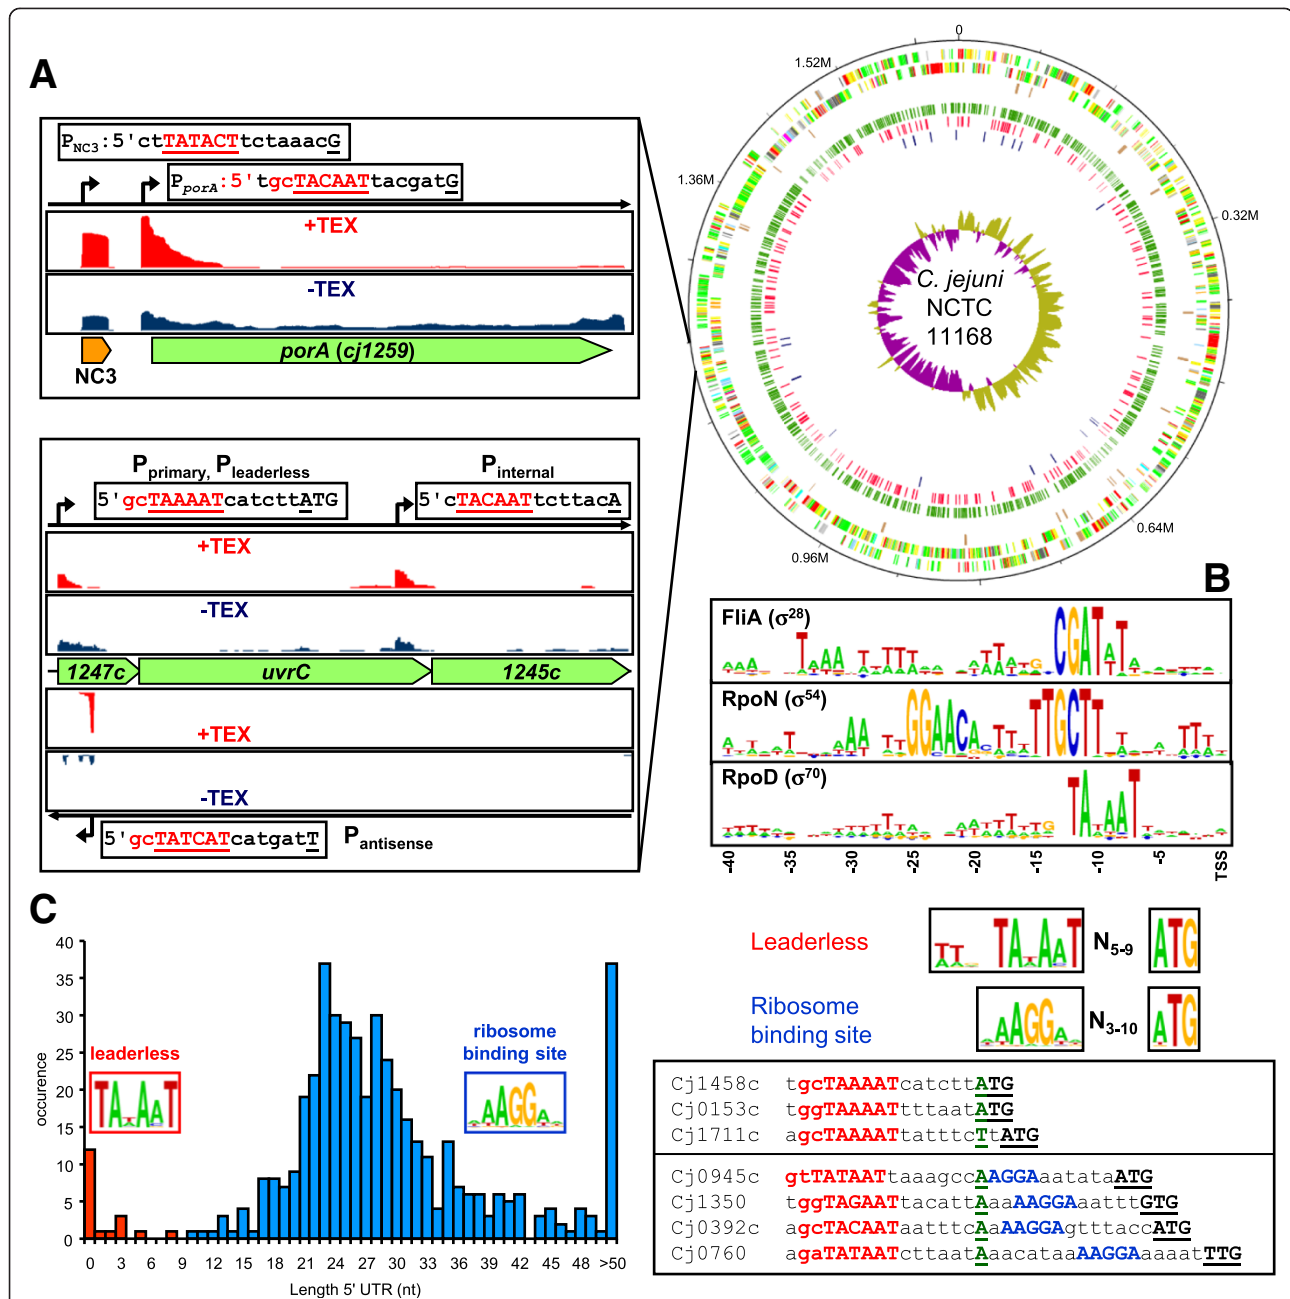 A
P_NC3:5'ctTATACTtctaaacG
P_porA:5'tgcTACAATtacgatG
+TEX
-TEX
porA (cj1259)
NC3
P_primary, P_leaderless
P_internal
5'gcTAAAATcatcttATG
5'cTACAATtcttacA
+TEX
-TEX
1247c
uvrC
1245c
+TEX
-TEX
5'gcTATCATcatgatT
P_antisense
0
0.32M
0.64M
0.96M
1.36M
1.52M
C. jejuni
NCTC
11168
B
FliA (σ28)
RpoN (σ54)
RpoD (σ70)
-40
-35
-30
-25
-20
-15
-10
-5
TSS
C
40
35
30
25
20
15
10
5
0
occurence
leaderless
ribosome
binding site
0 3 6 9 12 15 18 21 24 27 30 33 36 39 42 45 48 >50
Length 5' UTR (nt)
Leaderless
N5-9
ATG
Ribosome
binding site
AAGG
N3-10
ATG
Cj1458c tgcTAAAATcatcttATG
Cj0153c tggTAAAATtttaatATG
Cj1711c agcTAAAATtatttcTtATG
Cj0945c gtTATAATtaaagccAAGGAaatataATG
Cj1350 tggTAGAATtacattAaaAAGGAaatttGTG
Cj0392c agcTACAATaatttcAaAAGGAgtttaccATG
Cj0760 agaTATAATcttaatAaacataaAAGGAaaaatTTG